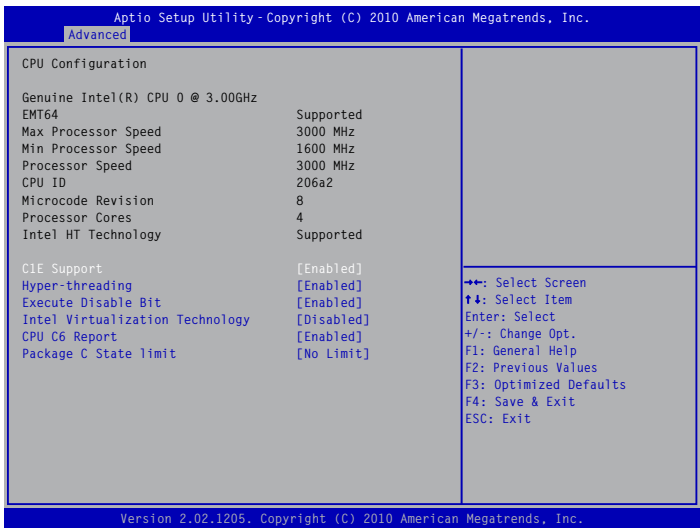 Aptio Setup Utility - Copyright (C) 2010 American Megatrends, Inc.
Advanced
CPU Configuration
Genuine Intel(R) CPU 0 @ 3.00GHz
EMT64 Supported
Max Processor Speed 3000 MHz
Min Processor Speed 1600 MHz
Processor Speed 3000 MHz
CPU ID 206a2
Microcode Revision 8
Processor Cores 4
Intel HT Technology Supported
C1E Support [Enabled]
Hyper-threading [Enabled]
Execute Disable Bit [Enabled]
Intel Virtualization Technology [Disabled]
CPU C6 Report [Enabled]
Package C State limit [No Limit]
→←: Select Screen
↑↓: Select Item
Enter: Select
+/-: Change Opt.
F1: General Help
F2: Previous Values
F3: Optimized Defaults
F4: Save & Exit
ESC: Exit
Version 2.02.1205. Copyright (C) 2010 American Megatrends, Inc.